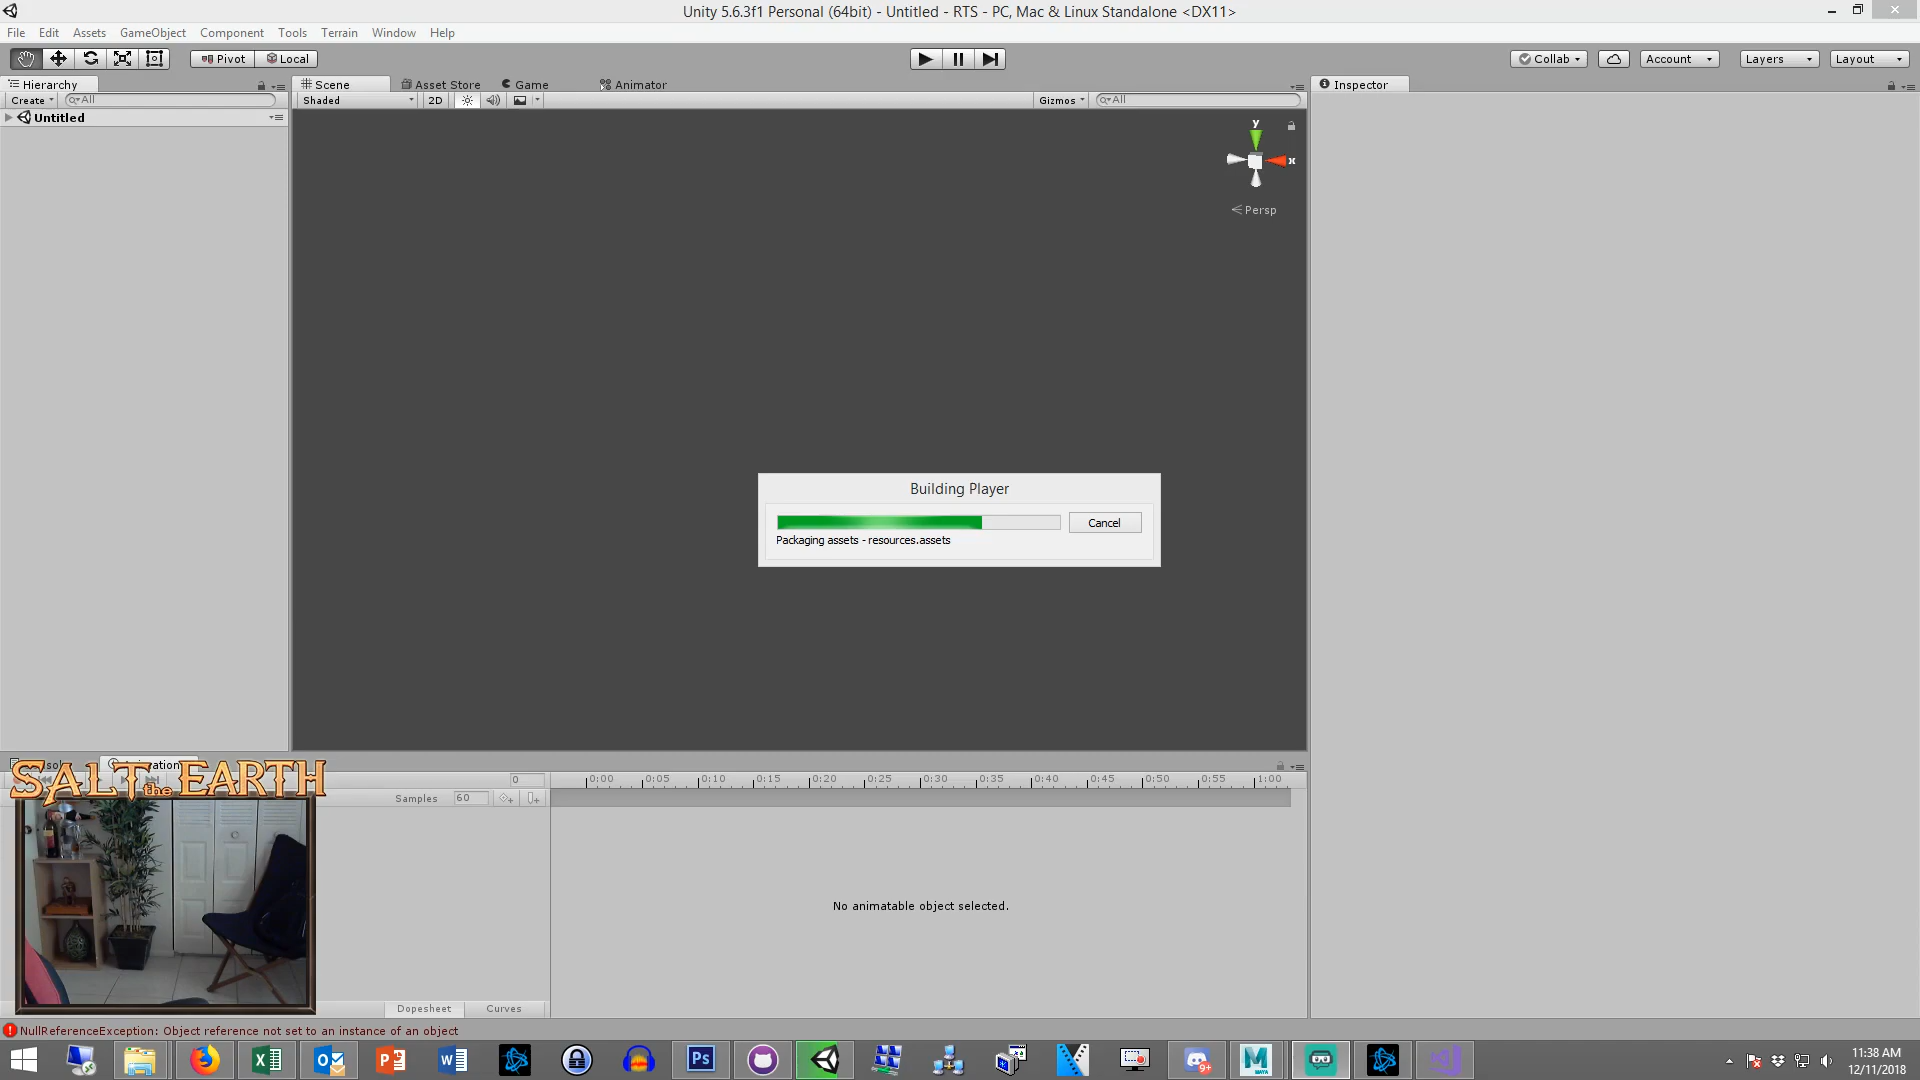 Unity 5.6.3f1 Personal (64bit) - Untitled - RTS - PC, Mac & Linux Standalone <DX11>
File Edit Assets GameObject Component Tools Terrain Window Help
Pivot Local Collab Account Layers Layout
Hierarchy Scene Asset Store Game Animator Inspector
Create All Shaded 2D Gizmos All
Untitled
y
x
Persp
Building Player
Cancel
Packaging assets - resources.assets
SALT the EARTH
0 0:00 0:05 0:10 0:15 0:20 0:25 0:30 0:35 0:40 0:45 0:50 0:55 1:00
Samples 60
No animatable object selected.
Dopesheet Curves
NullReferenceException: Object reference not set to an instance of an object
Ps
9+
MAYA
11:38 AM
12/11/2018